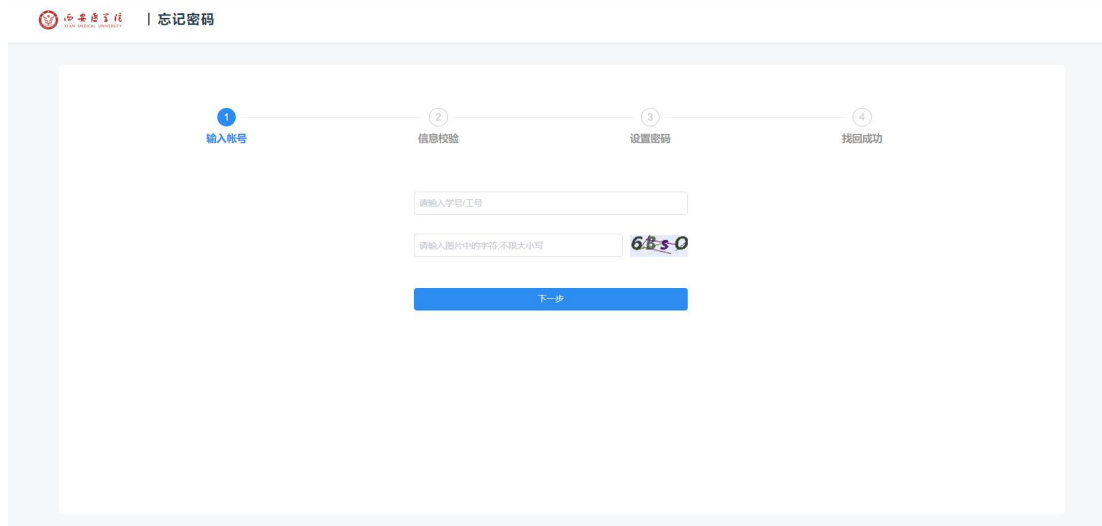 西安医学院
XI'AN MEDICAL UNIVERSITY
|忘记密码
1
输入帐号
2
信息校验
3
设置密码
4
找回成功
请输入学号/工号
请输入图片中的字符,不限大小写
6BsO
下一步